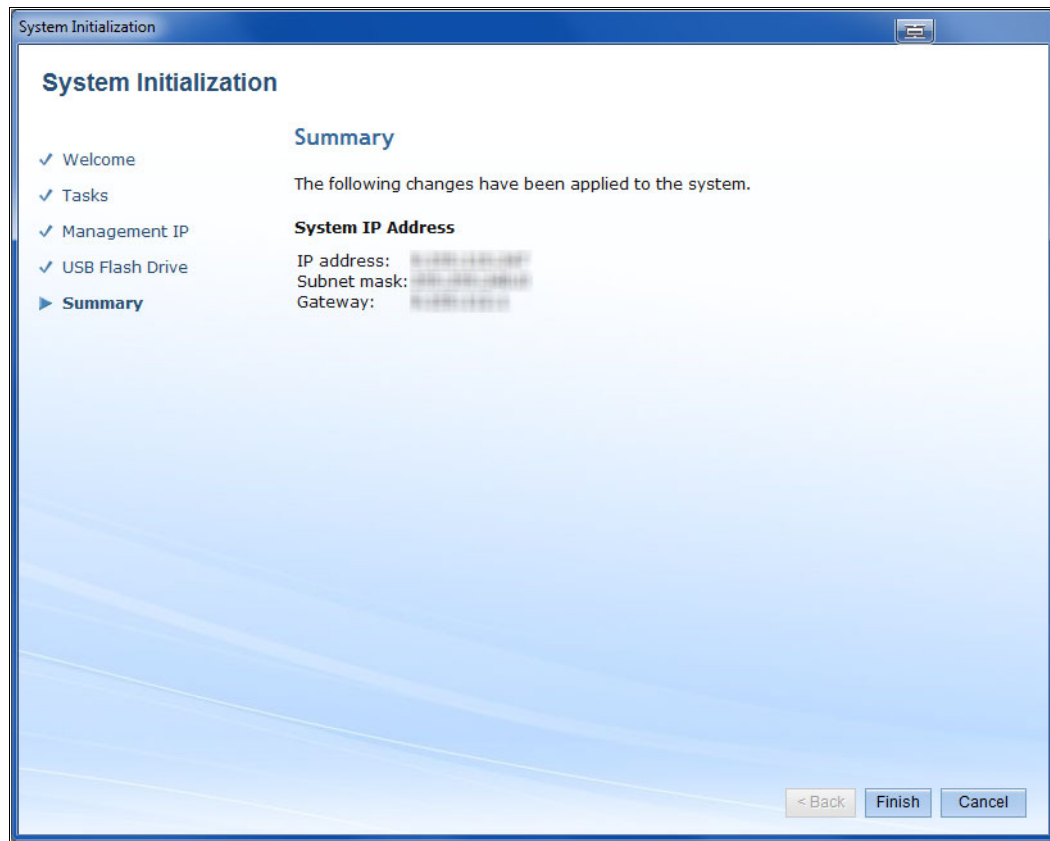 System Initialization
System Initialization
✓ Welcome
✓ Tasks
✓ Management IP
✓ USB Flash Drive
▶ Summary
Summary
The following changes have been applied to the system.
System IP Address
IP address:
Subnet mask:
Gateway:
< Back Finish Cancel